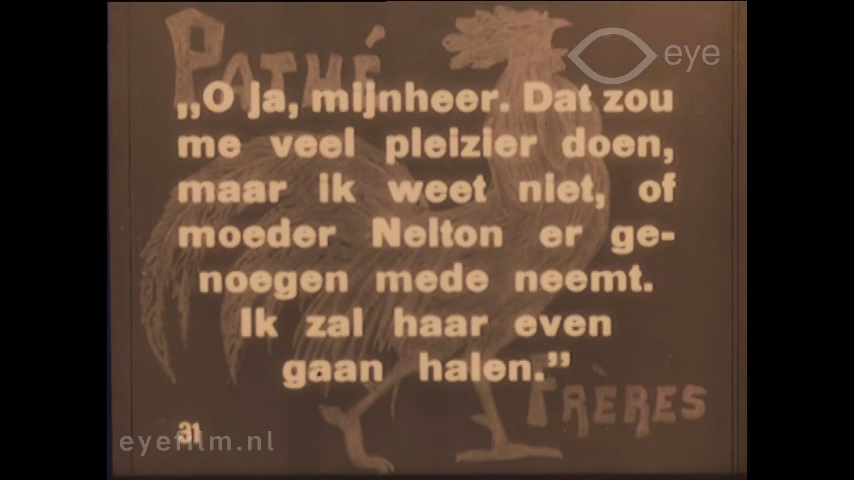 PATHÉ
eye
„O ja, mijnheer. Dat zou
me veel pleizier doen,
maar ik weet niet, of
moeder Nelton er ge-
noegen mede neemt.
Ik zal haar even
gaan halen.”
FRÈRES
31
eyefilm.nl